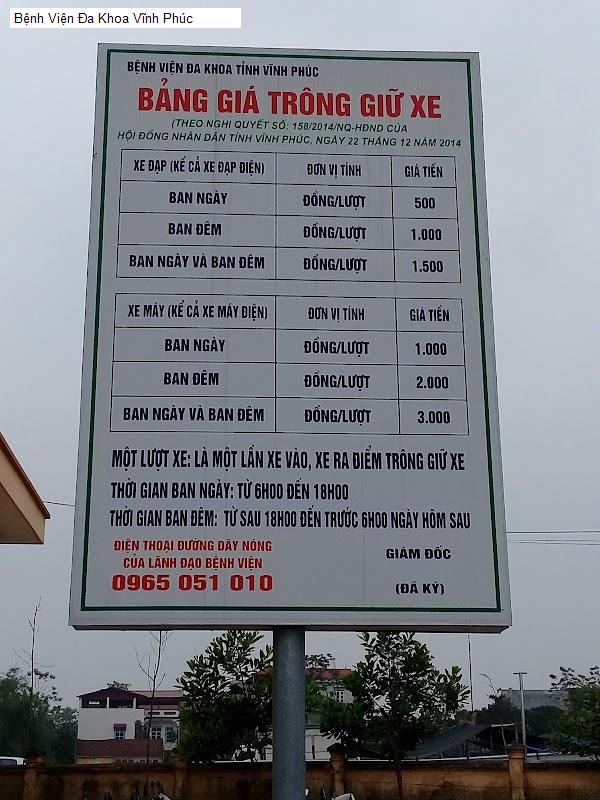 Bệnh Viện Đa Khoa Vĩnh Phúc
BỆNH VIỆN ĐA KHOA TỈNH VĨNH PHÚC
BẢNG GIÁ TRÔNG GIỮ XE
(THEO NGHỊ QUYẾT SỐ: 158/2014/NQ-HĐND CỦA
HỘI ĐỒNG NHÂN DÂN TỈNH VĨNH PHÚC, NGÀY 22 THÁNG 12 NĂM 2014
XE ĐẠP (KỂ CẢ XE ĐẠP ĐIỆN) ĐƠN VỊ TÍNH GIÁ TIỀN
BAN NGÀY ĐỒNG/LƯỢT 500
BAN ĐÊM ĐỒNG/LƯỢT 1.000
BAN NGÀY VÀ BAN ĐÊM ĐỒNG/LƯỢT 1.500
XE MÁY (KỂ CẢ XE MÁY ĐIỆN) ĐƠN VỊ TÍNH GIÁ TIỀN
BAN NGÀY ĐỒNG/LƯỢT 1.000
BAN ĐÊM ĐỒNG/LƯỢT 2.000
BAN NGÀY VÀ BAN ĐÊM ĐỒNG/LƯỢT 3.000
MỘT LƯỢT XE: LÀ MỘT LẦN XE VÀO, XE RA ĐIỂM TRÔNG GIỮ XE
THỜI GIAN BAN NGÀY: TỪ 6H00 ĐẾN 18H00
THỜI GIAN BAN ĐÊM: TỪ SAU 18H00 ĐẾN TRƯỚC 6H00 NGÀY HÔM SAU
ĐIỆN THOẠI ĐƯỜNG DÂY NÓNG
CỦA LÃNH ĐẠO BỆNH VIỆN
0965 051 010
GIÁM ĐỐC
(ĐÃ KÝ)